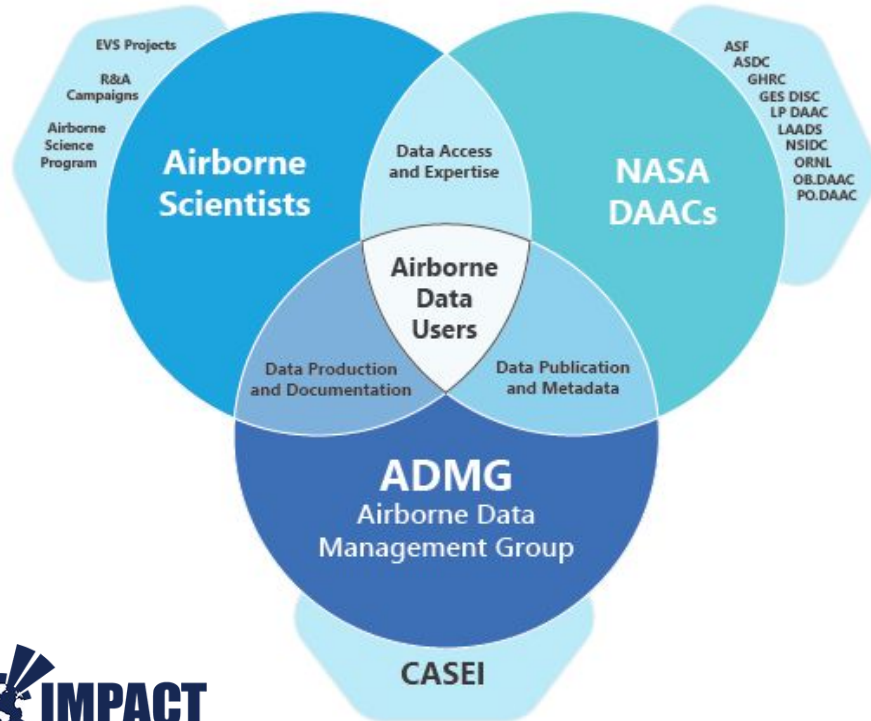 EVS Projects
R&A
Campaigns
Airborne
Science
Program
Airborne
Scientists
Data Access
and Expertise
NASA
DAACs
ASF
ASDC
GHRC
GES DISC
LP DAAC
LAADS
NSIDC
ORNL
OB.DAAC
PO.DAAC
Airborne
Data
Users
Data Production
and Documentation
Data Publication
and Metadata
ADMG
Airborne Data
Management Group
CASEI
IMPACT